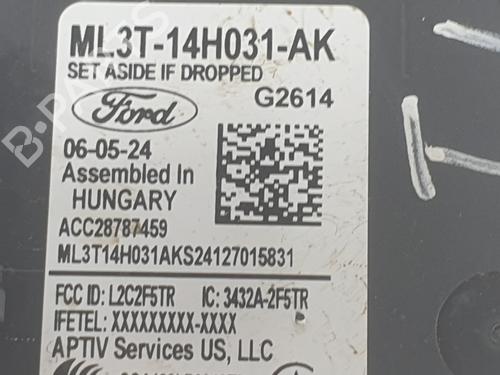 ML3T-14H031-AK
SET ASIDE IF DROPPED
Ford
G2614
06-05-24
Assembled In
HUNGARY
ACC28787459
ML3T14H031AKS24127015831
FCC ID: L2C2F5TR IC: 3432A-2F5TR
IFETEL: XXXXXXXXX-XXXX
APTIV Services US, LLC